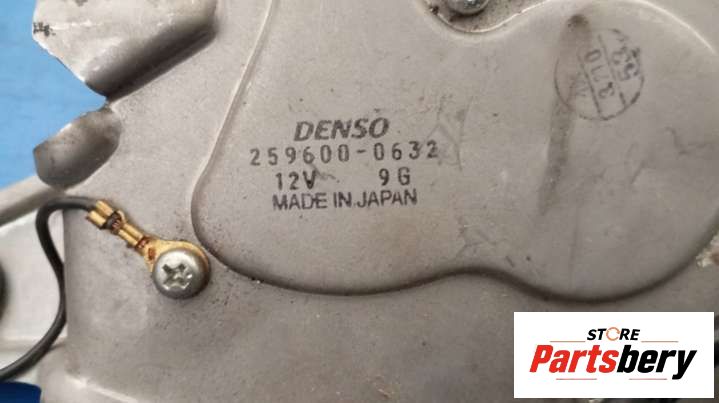 DENSO
259600-0632
12V 9G
MADE IN JAPAN
STORE
Partsbery